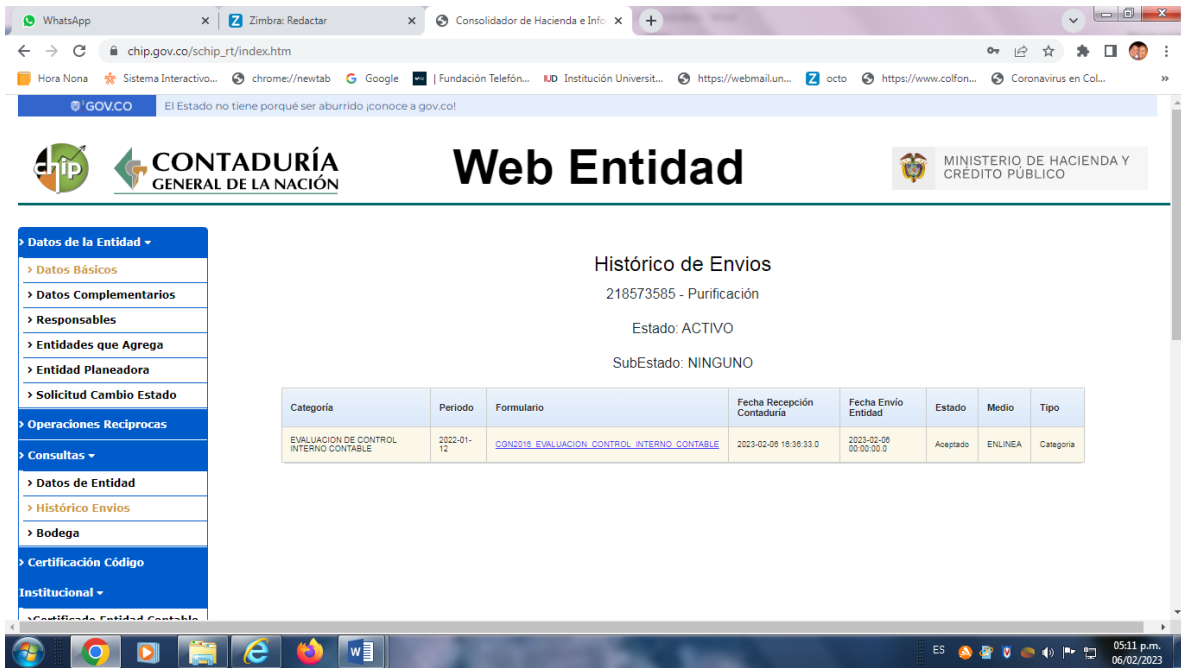 WhatsApp
Zimbra: Redactar
Consolidador de Hacienda e Info
chip.gov.co/schip_rt/index.htm
Hora Nona
Sistema Interactivo...
chrome://newtab
Google
| Fundación Telefón...
IUD Institución Universit...
https://webmail.un...
octo
https://www.colfon...
Coronavirus en Col...
»
GOV.CO
El Estado no tiene porqué ser aburrido ¡conoce a gov.co!
chip
CONTADURÍA
GENERAL DE LA NACIÓN
Web Entidad
MINISTERIO DE HACIENDA Y
CRÉDITO PÚBLICO
› Datos de la Entidad
› Datos Básicos
› Datos Complementarios
› Responsables
› Entidades que Agrega
› Entidad Planeadora
› Solicitud Cambio Estado
› Operaciones Reciprocas
› Consultas
› Datos de Entidad
› Histórico Envios
› Bodega
› Certificación Código
Institucional
›Certificado Entidad Contable
Histórico de Envios
218573585 - Purificación
Estado: ACTIVO
SubEstado: NINGUNO
Categoría Periodo Formulario Fecha Recepción Contaduría Fecha Envío Entidad Estado Medio Tipo
EVALUACION DE CONTROL INTERNO CONTABLE 2022-01-12 CGN2016_EVALUACION_CONTROL_INTERNO_CONTABLE 2023-02-06 16:36:33.0 2023-02-06 00:00:00.0 Aceptado ENLINEA Categoria
ES
05:11 p.m.
06/02/2023